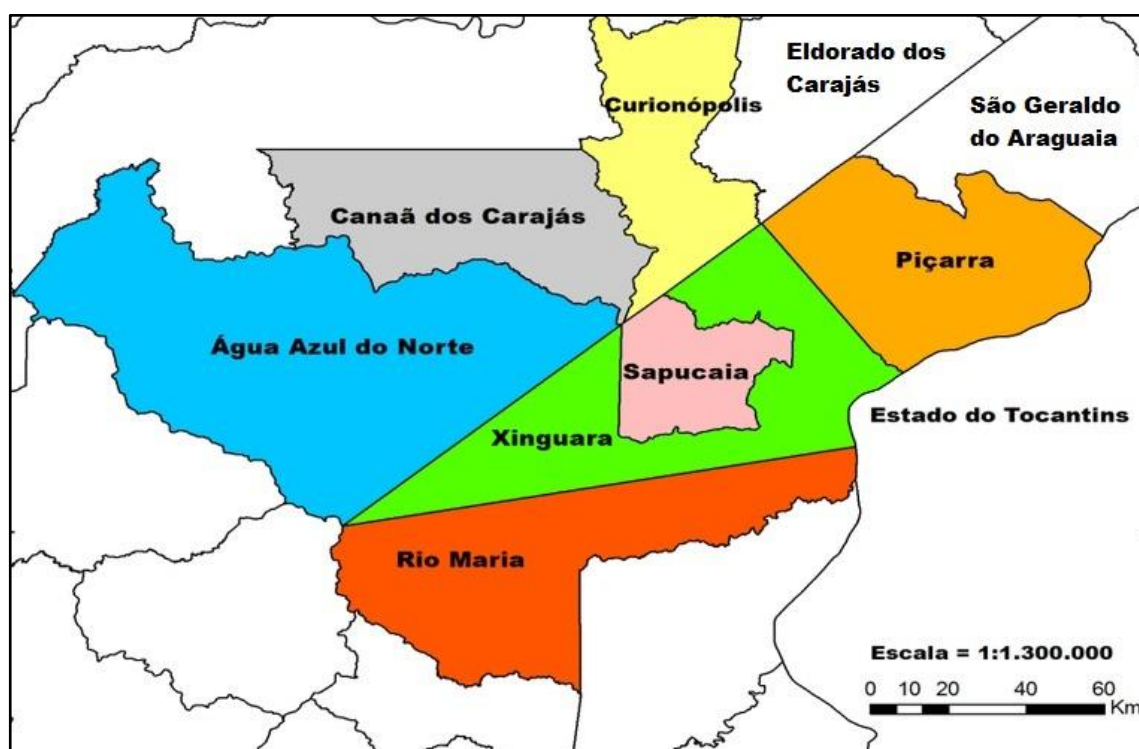 Eldorado dos
Carajás
Curionópolis
São Geraldo
do Araguaia
Canaã dos Carajás
Piçarra
Água Azul do Norte
Sapucaia
Estado do Tocantins
Xinguara
Rio Maria
Escala = 1:1.300.000
0 10 20 40 60
Km